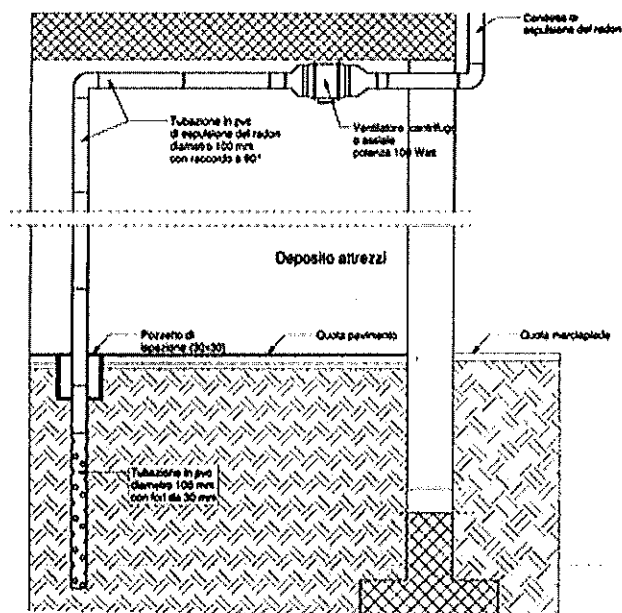 Condotta di
espulsione del radon
Tubazione in pvc
di espulsione del radon
diametro 100 mm
con raccordo a 90°
Ventilatore centrifugo
o assiale
potenza 100 Watt
Deposito attrezzi
Pozzetto di
ispezione (30x30)
Quota pavimento
Quota marciapiede
Tubazione in pvc
diametro 100 mm
con fori da 30 mm